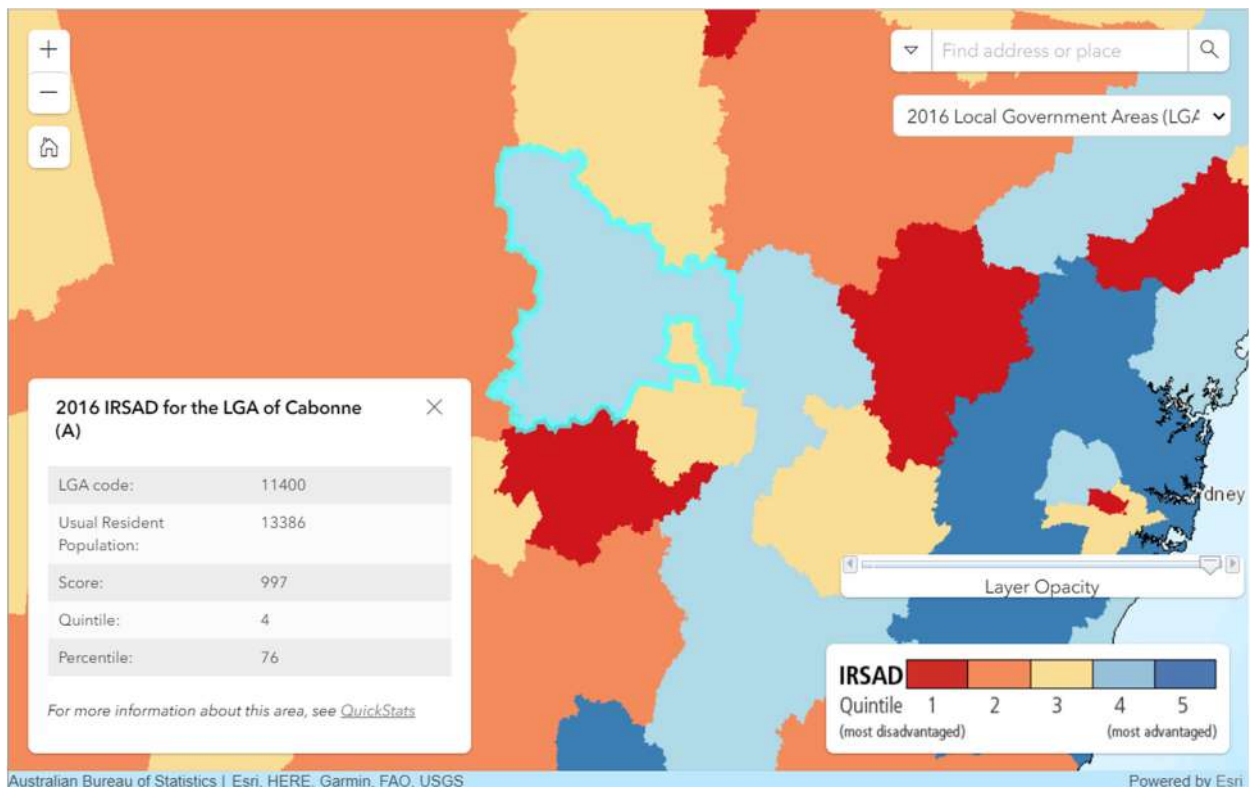 +
Find address or place
−
2016 Local Government Areas (LGA
2016 IRSAD for the LGA of Cabonne
(A)
LGA code: 11400
Usual Resident 13386
Population:
Score: 997
Quintile: 4
Percentile: 76
For more information about this area, see QuickStats
dney
Layer Opacity
IRSAD
Quintile 1 2 3 4 5
(most disadvantaged) (most advantaged)
Australian Bureau of Statistics | Esri, HERE, Garmin, FAO, USGS
Powered by Esri